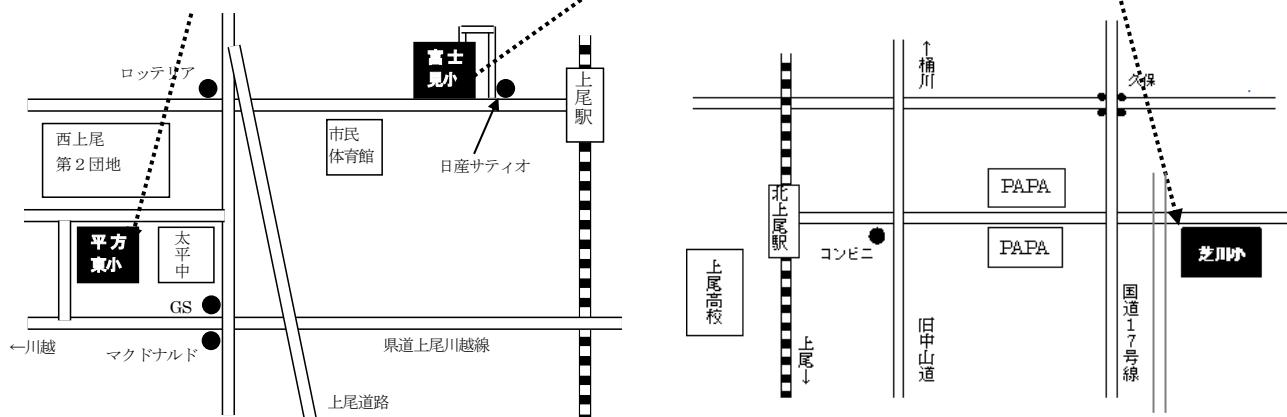 ロッテリア
富士
見小
上尾駅
西上尾
第２団地
市民
体育館
日産サティオ
平方
東小
太平中
GS
←川越
マクドナルド
県道上尾川越線
上尾道路
←桶川
久保
PAPA
北上尾駅
コンビニ
PAPA
芝川小
上尾高校
上尾→
旧中山道
国道１７号線